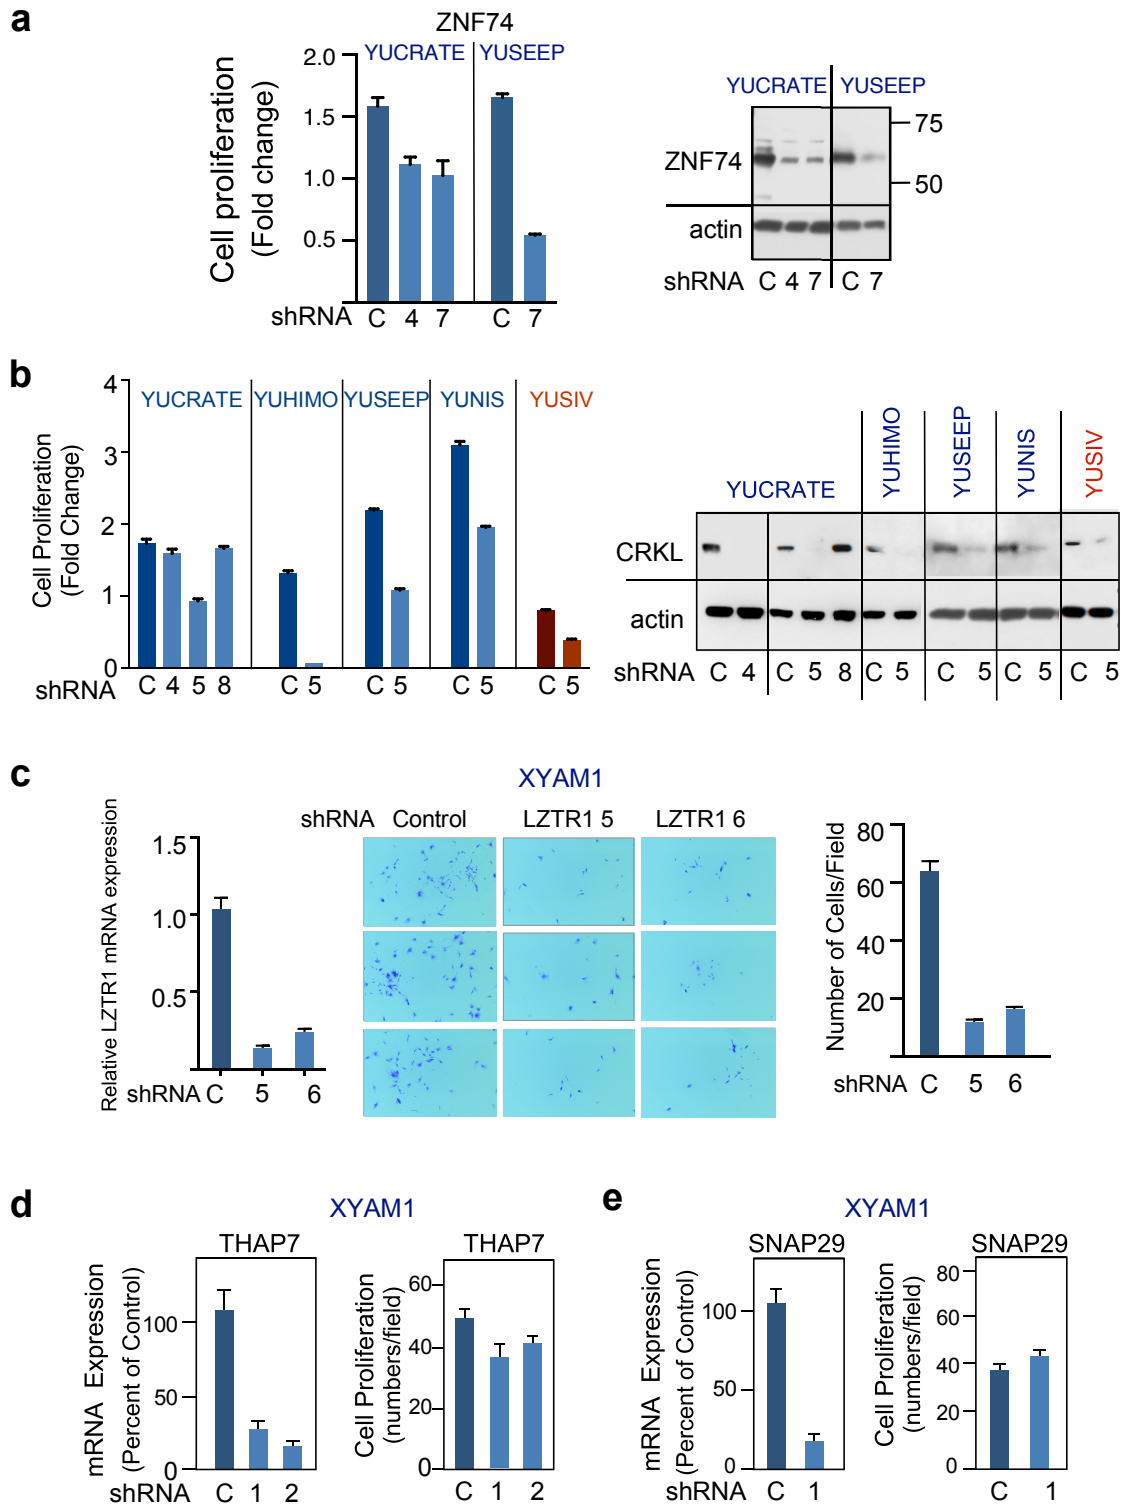 a
ZNF74
YUCRATE YUSEEP
Cell proliferation
(Fold change)
2.0
1.5
1.0
0.5
shRNA C 4 7 C 7
YUCRATE YUSEEP
ZNF74
75
50
actin
shRNA C 4 7 C 7
b
Cell Proliferation
(Fold Change)
4
3
2
1
0
YUCRATE YUHIMO YUSEEP YUNIS YUSIV
shRNA C 4 5 8 C 5 C 5 C 5 C 5
YUCRATE
YUHIMO
YUSEEP
YUNIS
YUSIV
CRKL
actin
shRNA C 4 C 5 8 C 5 C 5 C 5 C 5
c
XYAM1
Relative LZTR1 mRNA expression
1.5
1.0
0.5
shRNA C 5 6
shRNA Control LZTR1 5 LZTR1 6
Number of Cells/Field
80
60
40
20
shRNA C 5 6
d
XYAM1
THAP7
mRNA Expression
(Percent of Control)
100
50
0
shRNA C 1 2
THAP7
Cell Proliferation
(numbers/field)
60
40
20
0
C 1 2
e
XYAM1
SNAP29
mRNA Expression
(Percent of Control)
100
50
0
shRNA C 1
SNAP29
Cell Proliferation
(numbers/field)
80
60
40
20
0
C 1